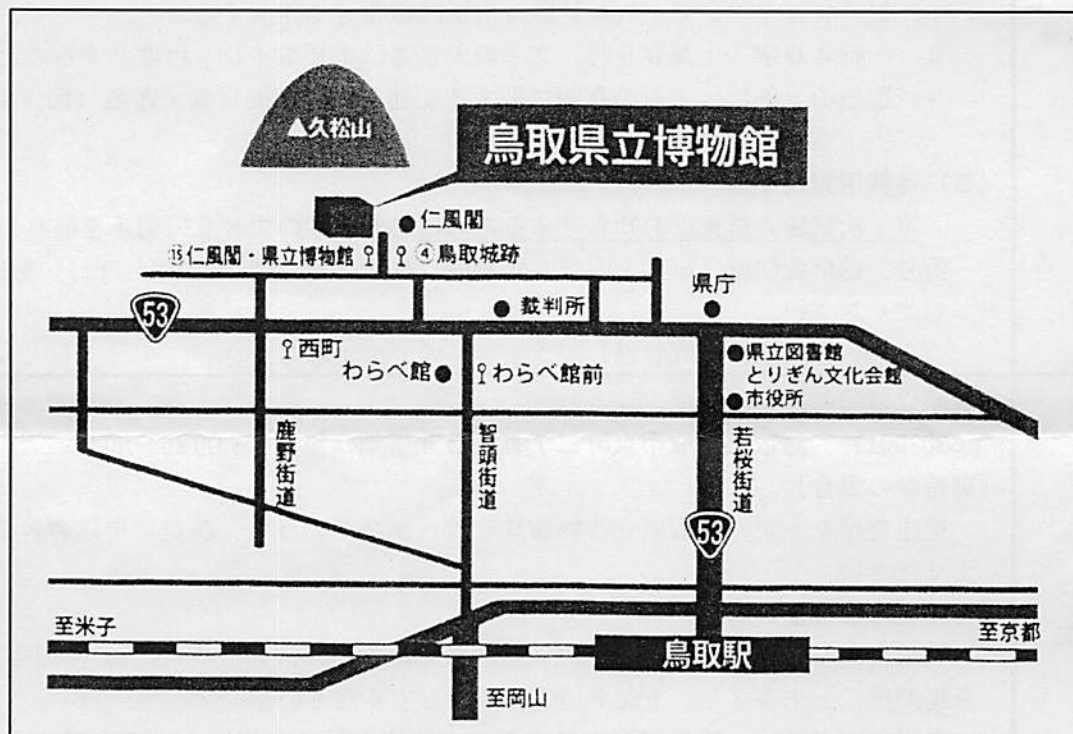 ▲久松山
鳥取県立博物館
仁風閣
⑮仁風閣・県立博物館
④鳥取城跡
県庁
53
裁判所
西町
わらべ館
わらべ館前
県立図書館
とりぎん文化会館
市役所
鹿野街道
智頭街道
若桜街道
53
至米子
至京都
鳥取駅
至岡山